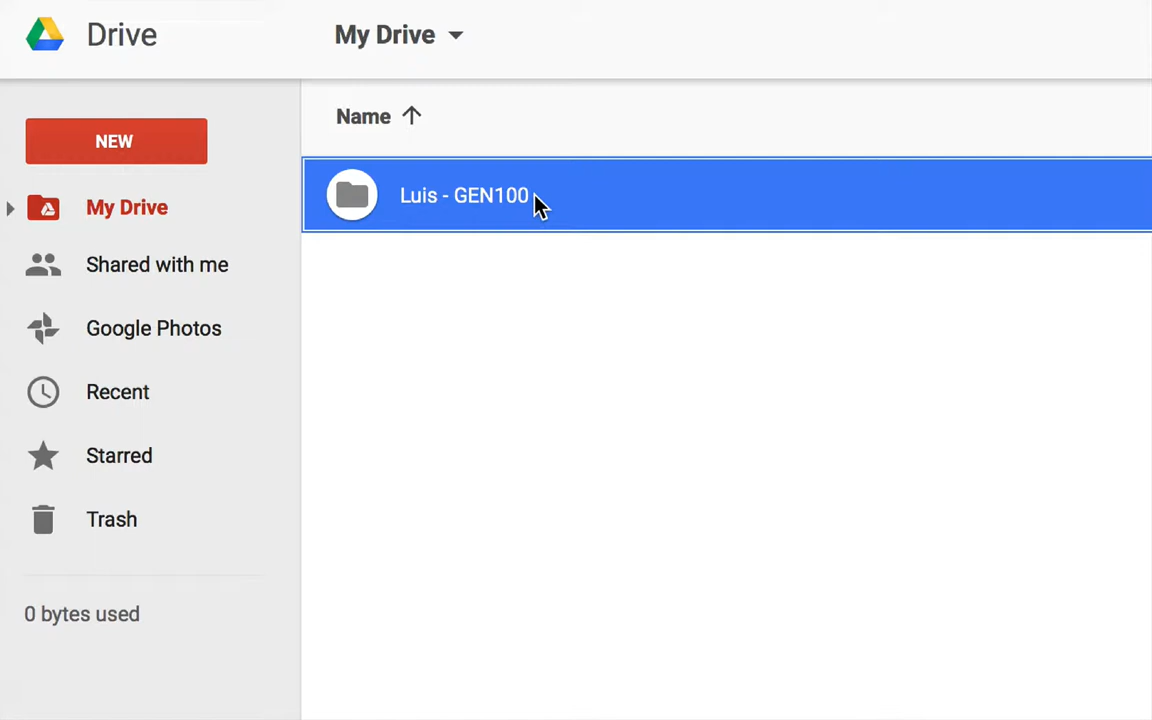 Drive
My Drive
Name
NEW
Luis - GEN100
My Drive
Shared with me
Google Photos
Recent
Starred
Trash
0 bytes used